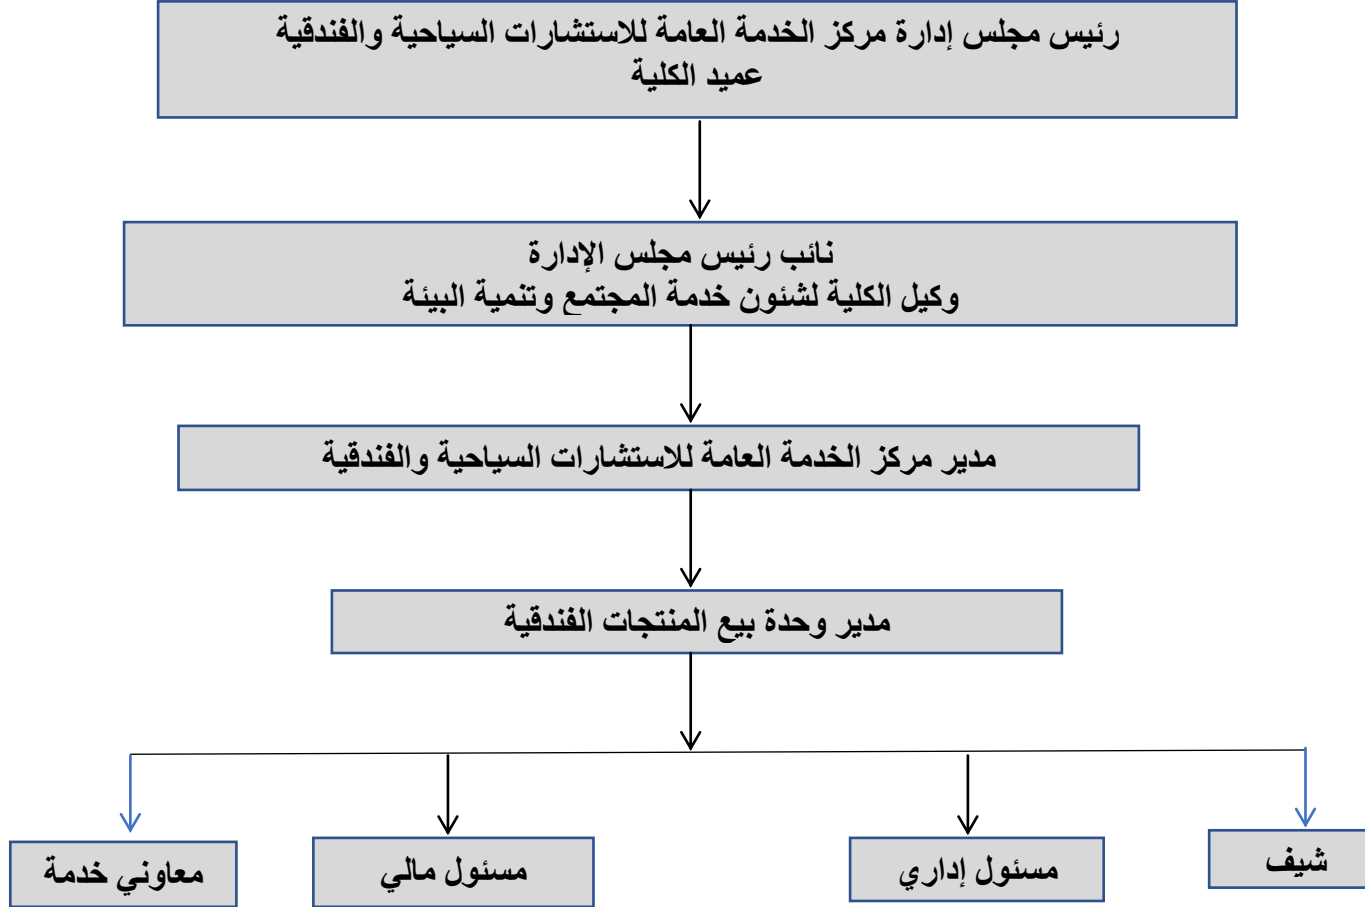 رئيس مجلس إدارة مركز الخدمة العامة للاستشارات السياحية والفندقية
عميد الكلية
نائب رئيس مجلس الإدارة
وكيل الكلية لشئون خدمة المجتمع وتنمية البيئة
مدير مركز الخدمة العامة للاستشارات السياحية والفندقية
مدير وحدة بيع المنتجات الفندقية
شيف
مسئول إداري
مسئول مالي
معاوني خدمة